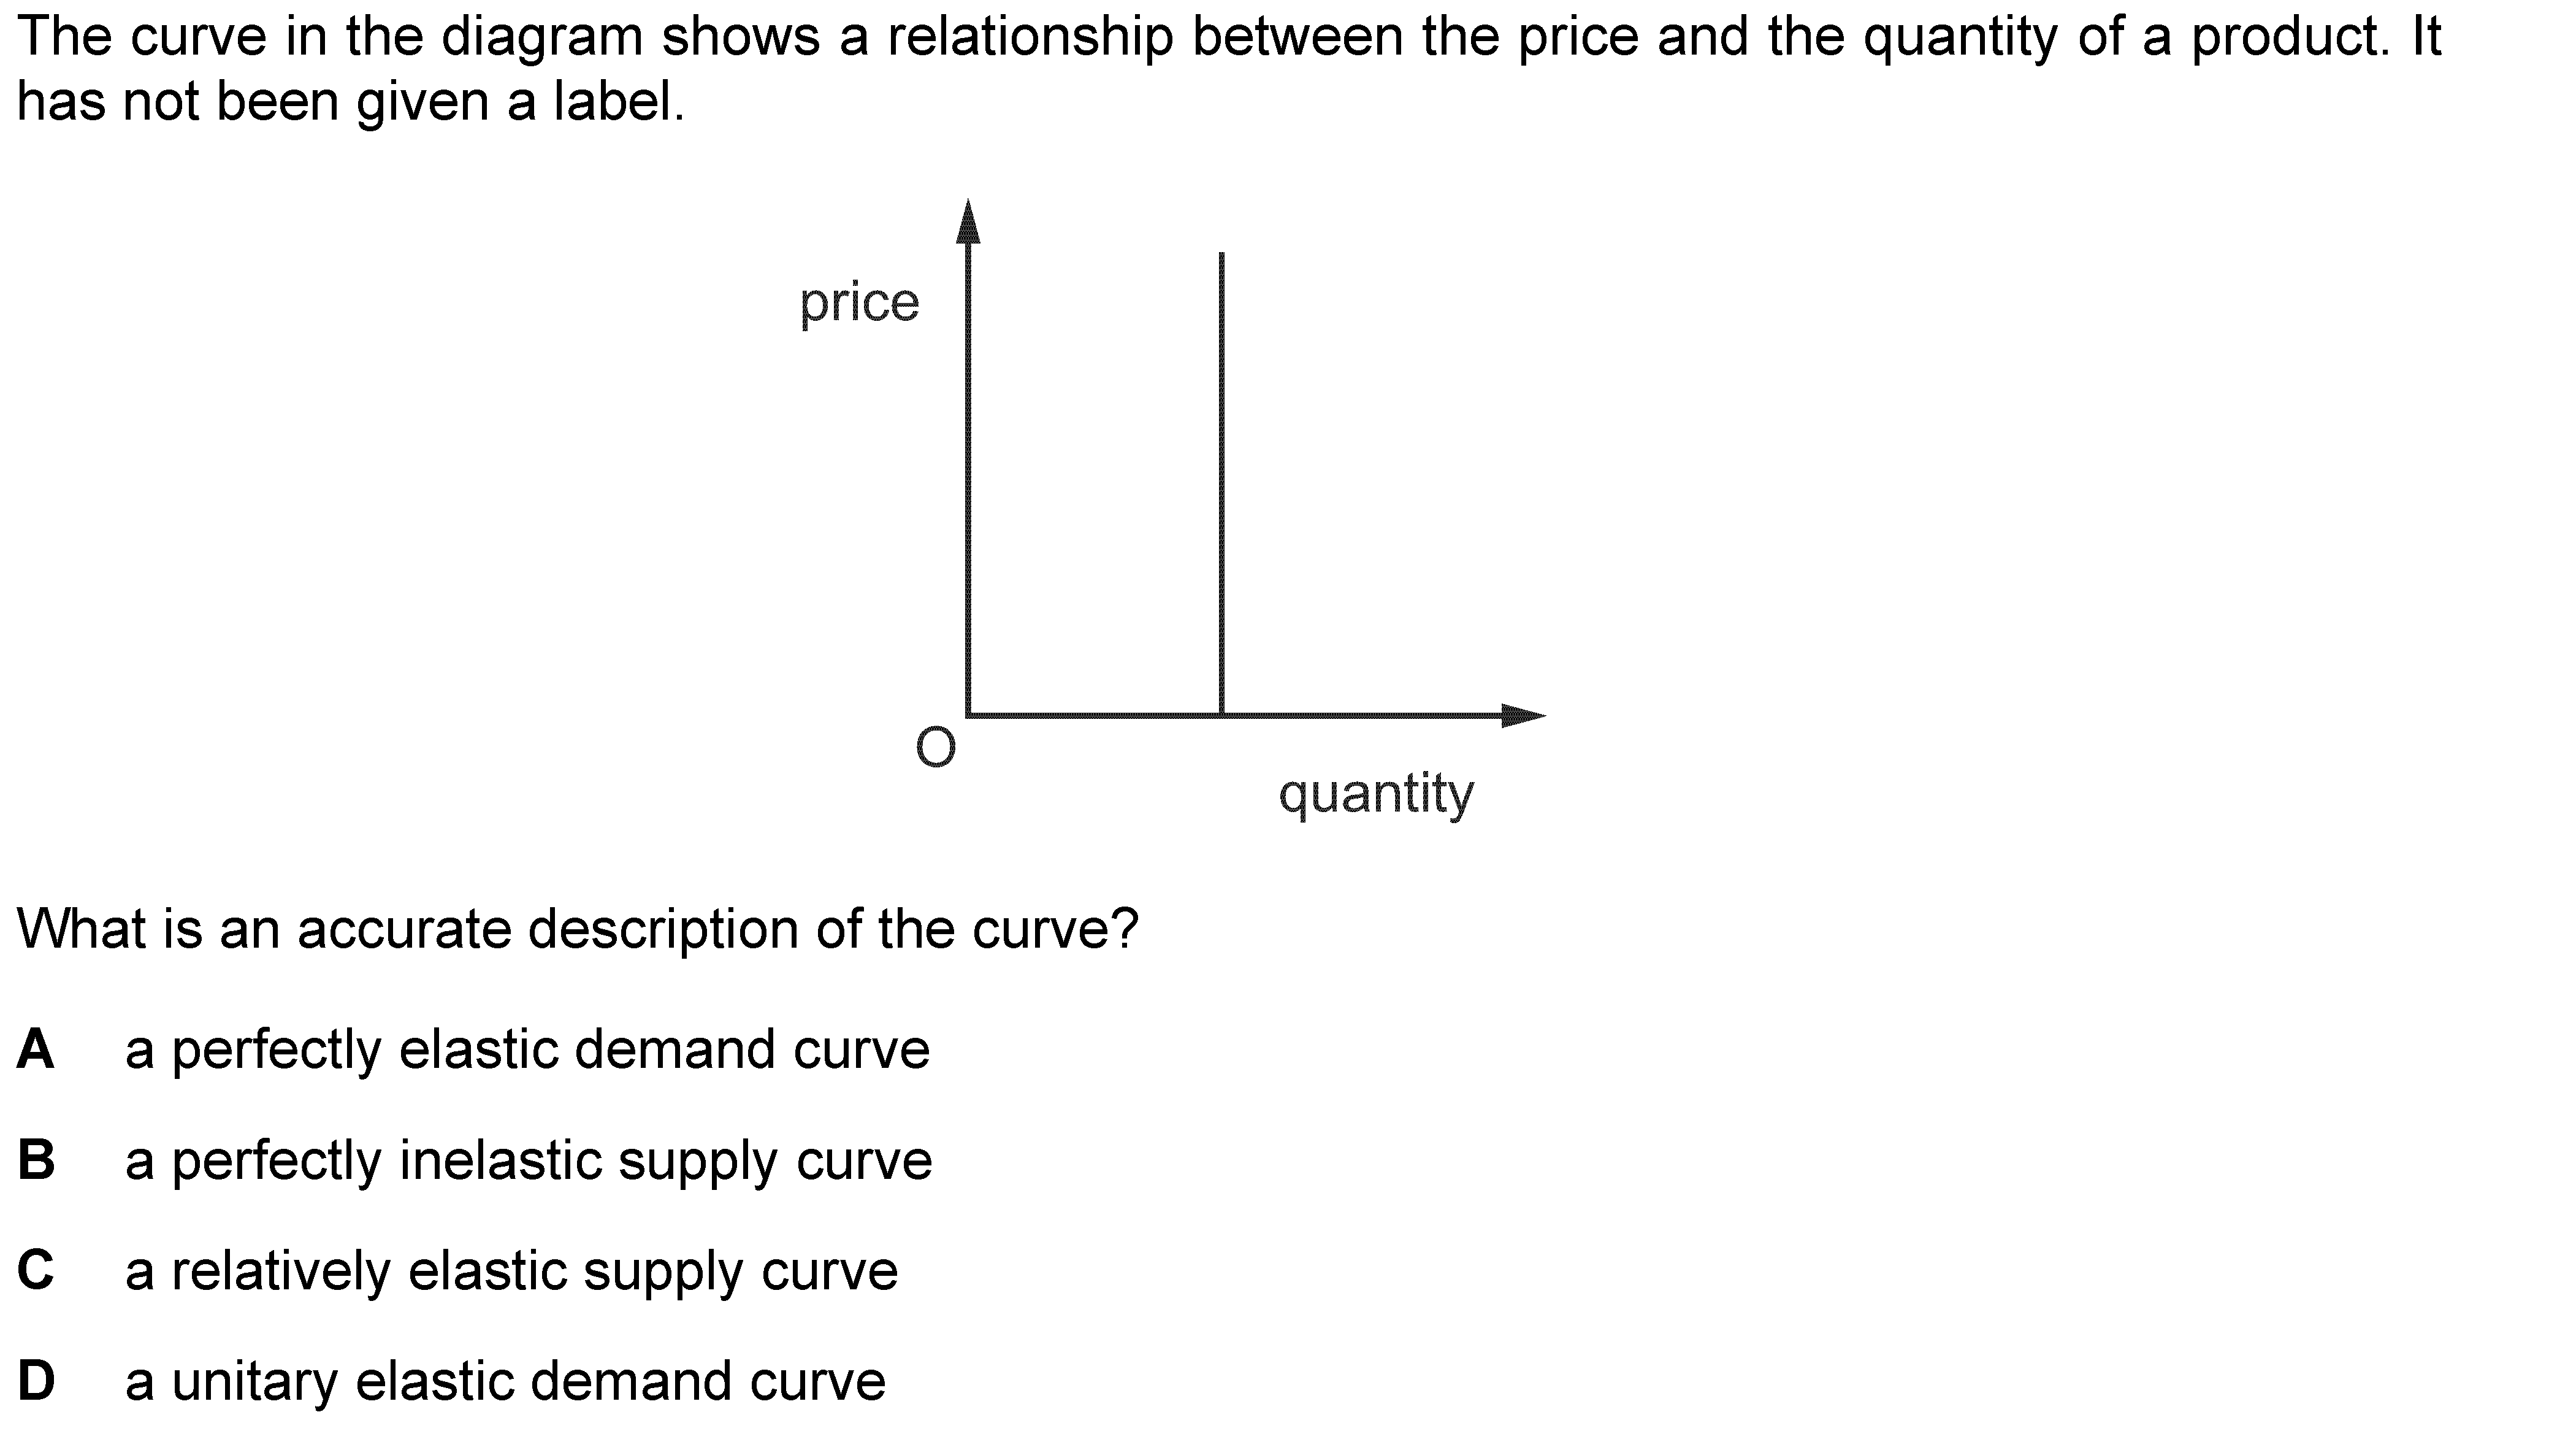 The curve in the diagram shows a relationship between the price and the quantity of a product. It
has not been given a label.
price
O
quantity
What is an accurate description of the curve?
A a perfectly elastic demand curve
B a perfectly inelastic supply curve
C a relatively elastic supply curve
D a unitary elastic demand curve